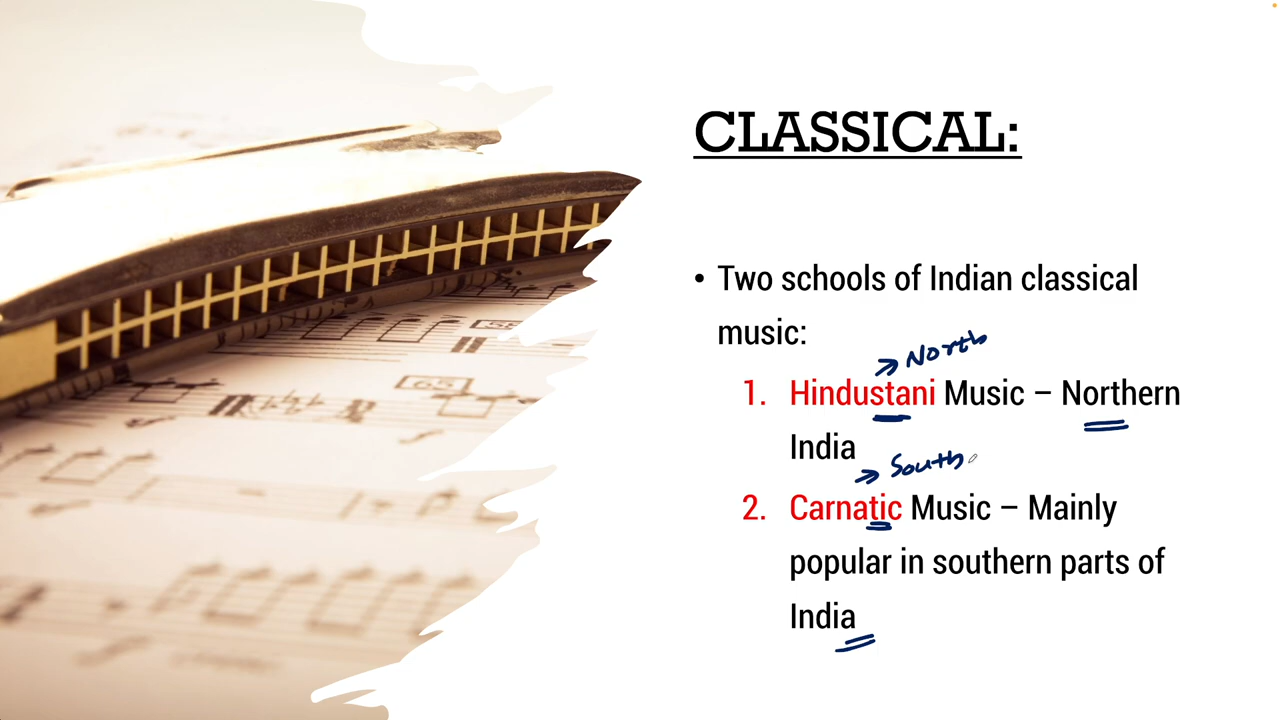 CLASSICAL:
• Two schools of Indian classical
music:
→ North
1. Hindustani Music – Northern
India
→ South
2. Carnatic Music – Mainly
popular in southern parts of
India